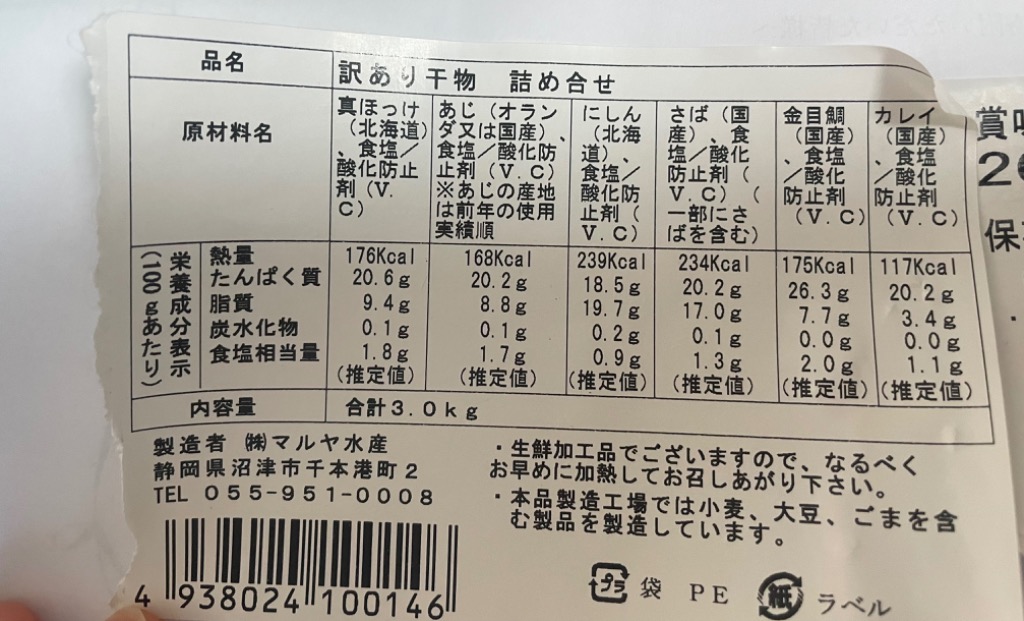 品名
訳あり干物　詰め合せ
原材料名
真ほっけ
（北海道）
、食塩／
酸化防止
剤（V.
C）
あじ（オラン
ダ又は国産）、
食塩／酸化防
止剤（V.C）
※あじの産地
は前年の使用
実績順
にしん
（北海
道）、
食塩／
酸化防
止剤（
V.C）
さば（国
産）、食
塩／酸化
防止剤（
V.C）（
一部にさ
ばを含む）
金目鯛
（国産）
、食塩
／酸化
防止剤
（V.C）
カレイ
（国産）
、食塩
／酸化
防止剤
（V.C）
栄養成分表示
（100gあたり）
熱量 176Kcal 168Kcal 239Kcal 234Kcal 175Kcal 117Kcal
たんぱく質 20.6g 20.2g 18.5g 20.2g 26.3g 20.2g
脂質 9.4g 8.8g 19.7g 17.0g 7.7g 3.4g
炭水化物 0.1g 0.1g 0.2g 0.1g 0.0g 0.0g
食塩相当量 1.8g 1.7g 0.9g 1.3g 2.0g 1.1g
（推定値） （推定値） （推定値） （推定値） （推定値） （推定値）
内容量 合計3.0kg
製造者 ㈱マルヤ水産
静岡県沼津市千本港町2
TEL 055-951-0008
・生鮮加工品でございますので、なるべく
お早めに加熱してお召しあがり下さい。
・本品製造工場では小麦、大豆、ごまを含
む製品を製造しています。
4 938024 100146
プラ 袋 PE 紙 ラベル
賞
2
保